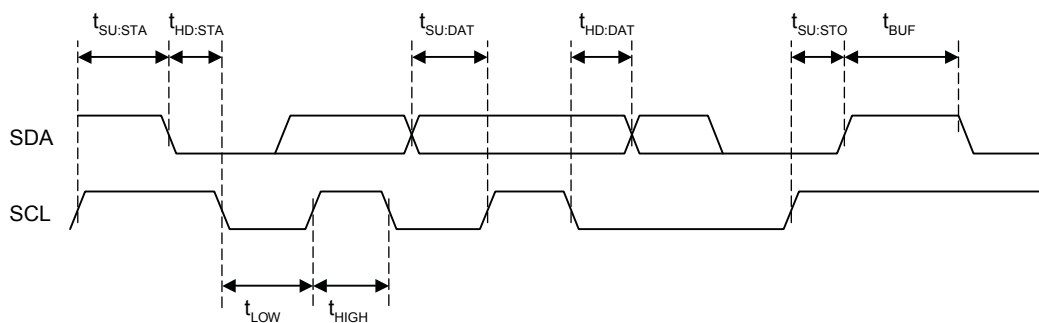 tSU:STA tHD:STA tSU:DAT tHD:DAT tSU:STO tBUF
SDA
SCL
tLOW tHIGH